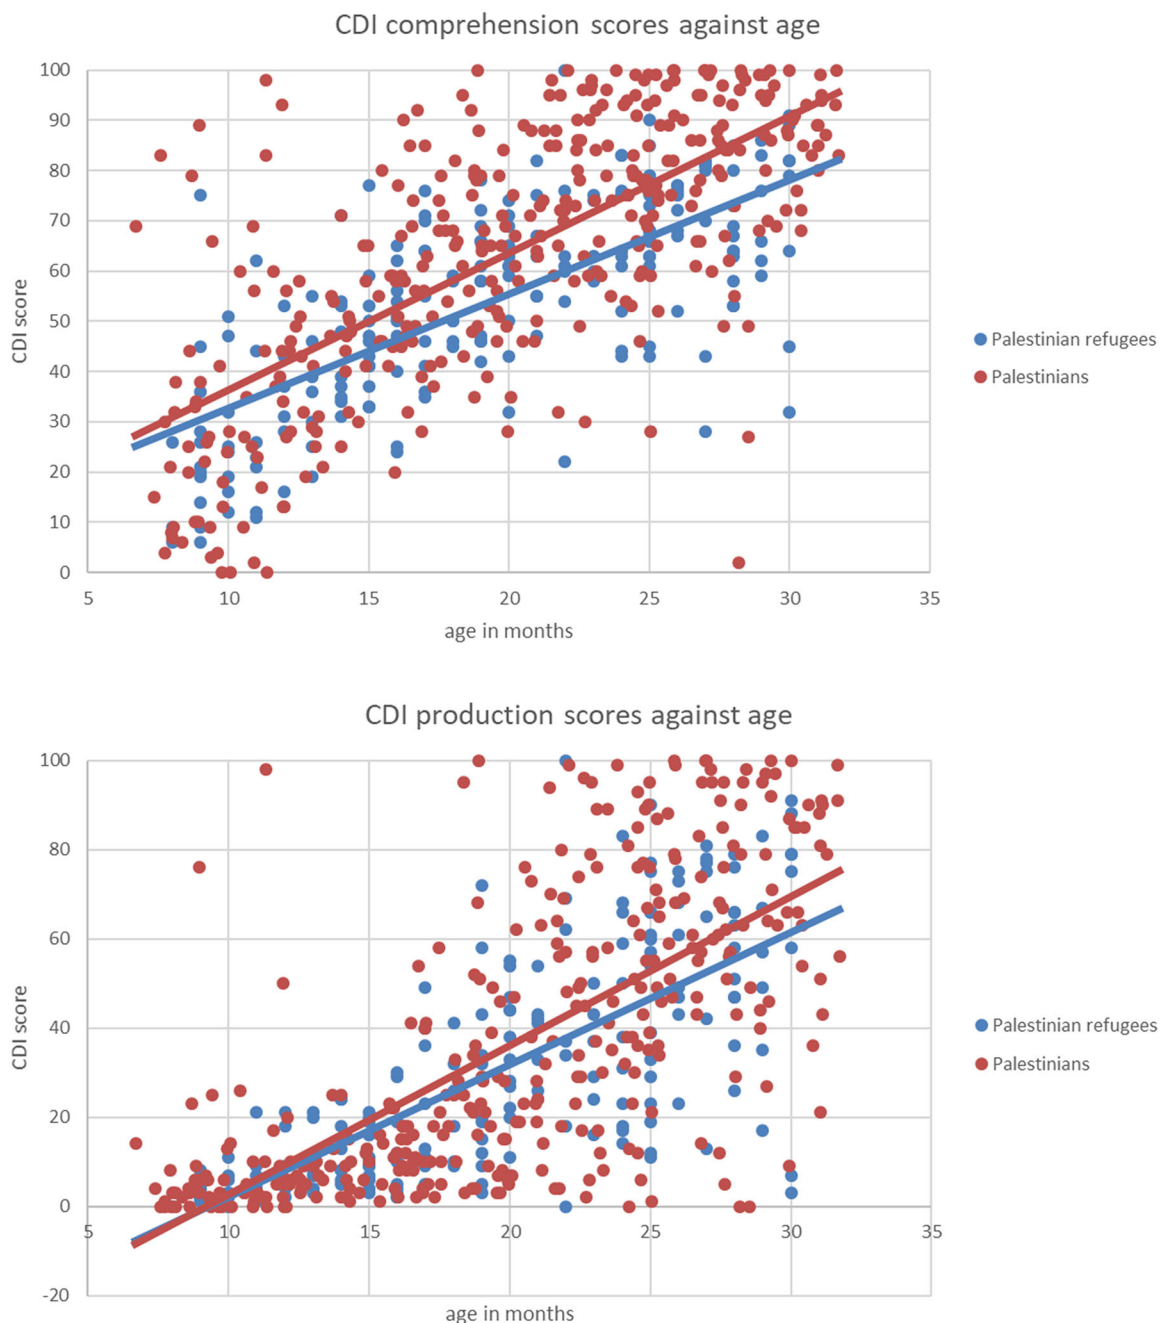 CDI comprehension scores against age
100
90
80
70
60
50
40
30
20
10
0
CDI score
5 10 15 20 25 30 35
age in months
Palestinian refugees
Palestinians
CDI production scores against age
100
80
60
40
20
0
-20
CDI score
5 10 15 20 25 30 35
age in months
Palestinian refugees
Palestinians